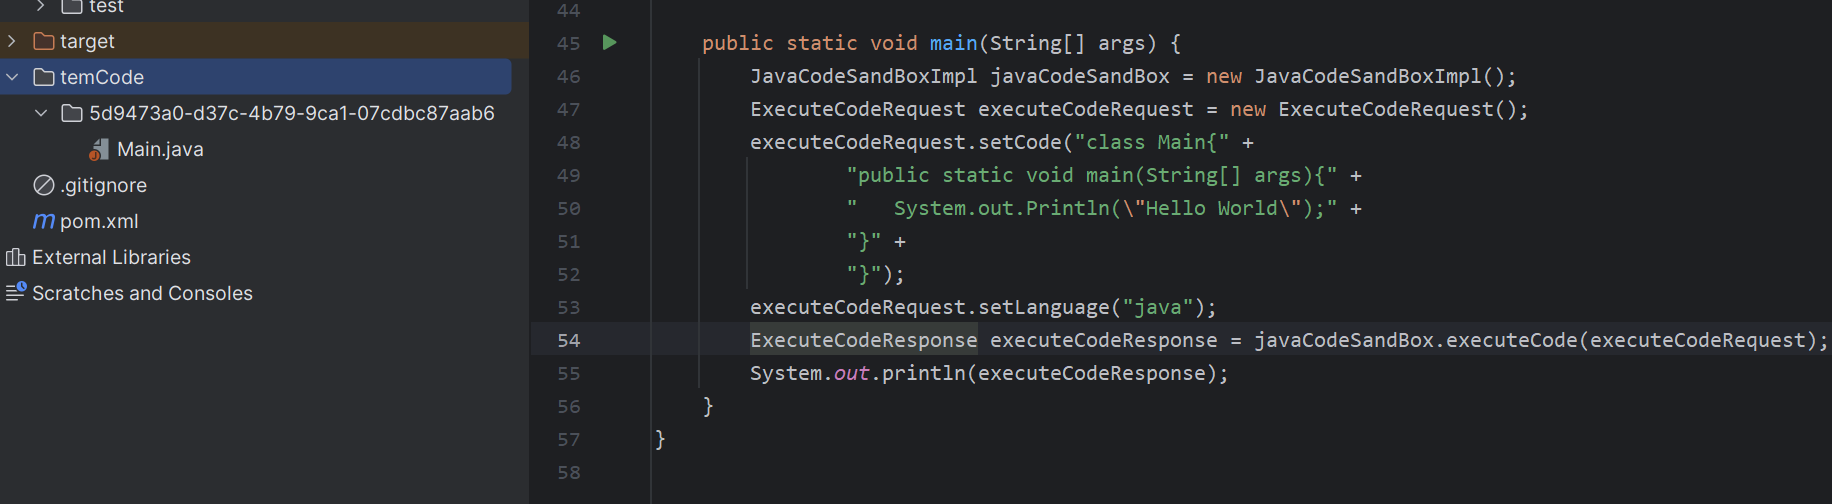 test
target
temCode
5d9473a0-d37c-4b79-9ca1-07cdbc87aab6
Main.java
.gitignore
pom.xml
External Libraries
Scratches and Consoles
44
45 public static void main(String[] args) {
46 JavaCodeSandBoxImpl javaCodeSandBox = new JavaCodeSandBoxImpl();
47 ExecuteCodeRequest executeCodeRequest = new ExecuteCodeRequest();
48 executeCodeRequest.setCode("class Main{" +
49 "public static void main(String[] args){" +
50 "   System.out.Println(\"Hello World\");" +
51 "}" +
52 "}");
53 executeCodeRequest.setLanguage("java");
54 ExecuteCodeResponse executeCodeResponse = javaCodeSandBox.executeCode(executeCodeRequest);
55 System.out.println(executeCodeResponse);
56 }
57 }
58